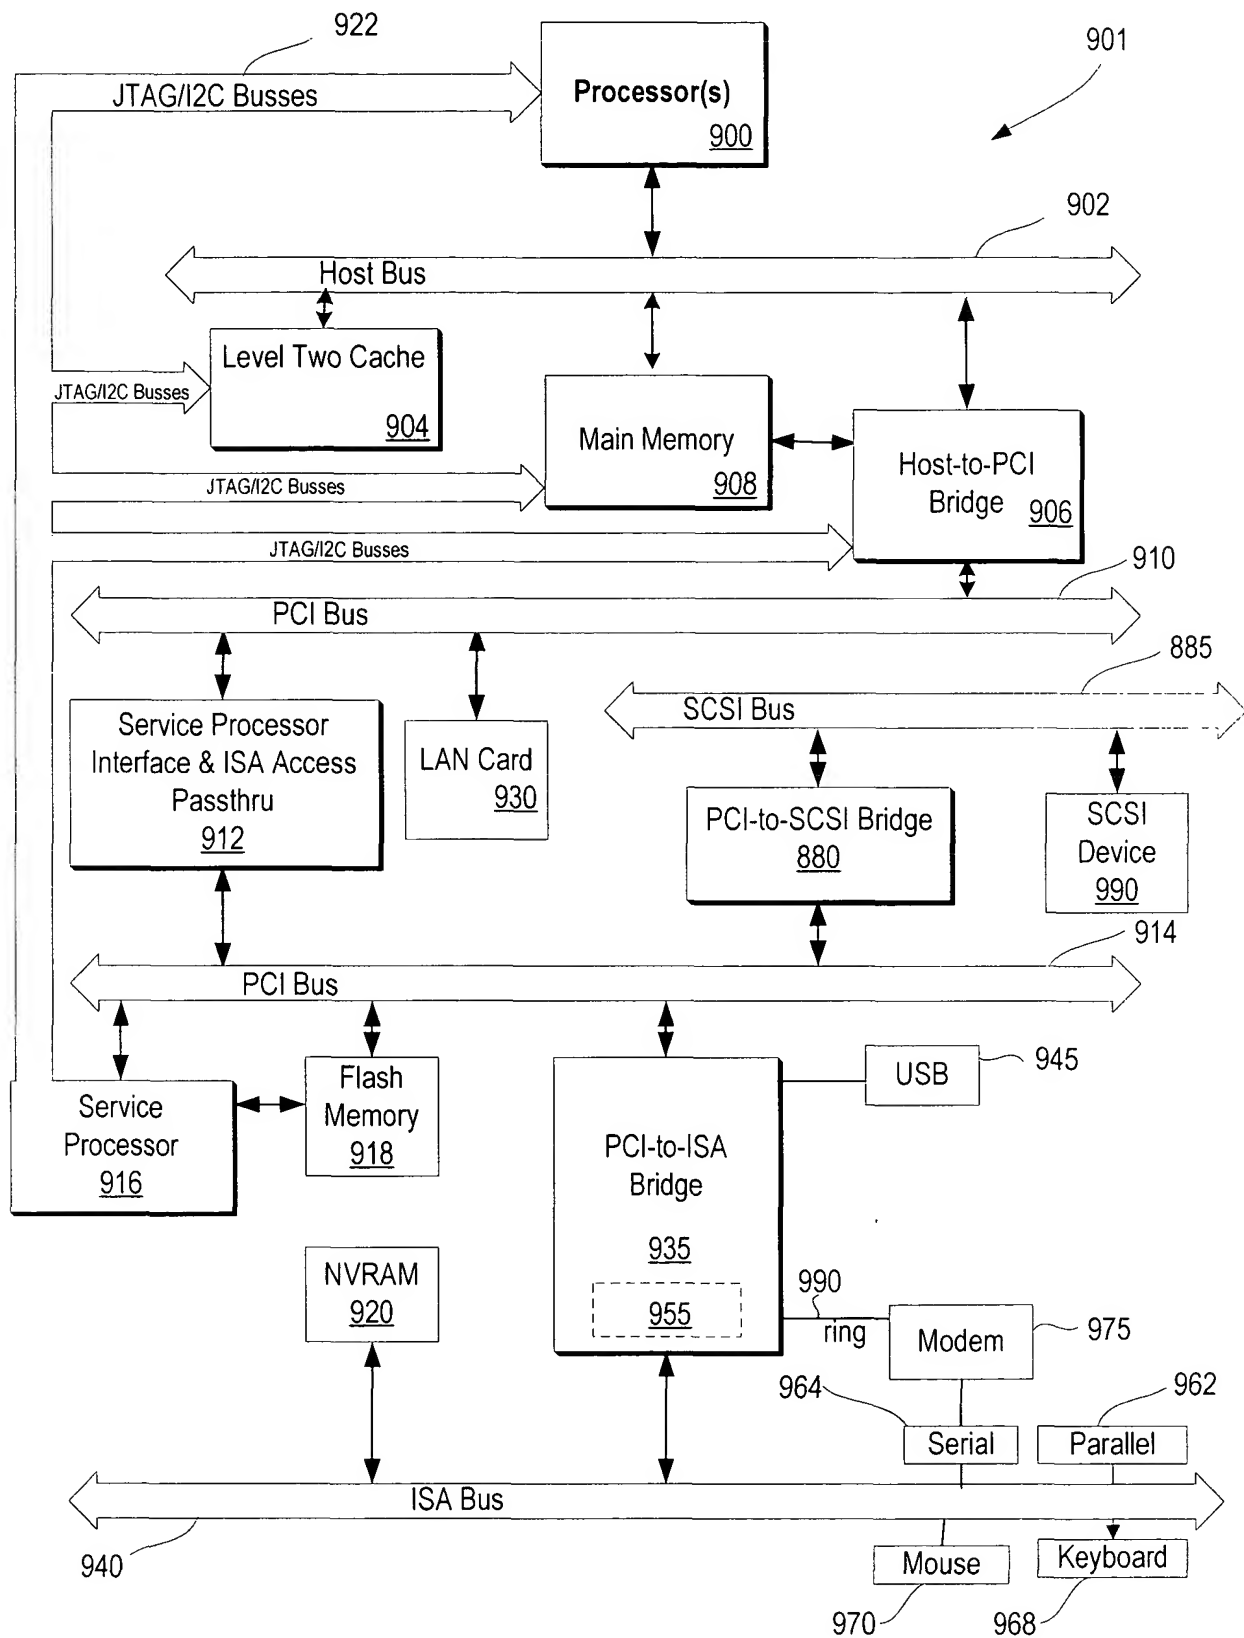 922
901
JTAG/I2C Busses
Processor(s)
900
902
Host Bus
Level Two Cache
904
JTAG/I2C Busses
Main Memory
908
Host-to-PCI
Bridge
906
JTAG/I2C Busses
JTAG/I2C Busses
910
PCI Bus
885
SCSI Bus
Service Processor
Interface & ISA Access
Passthru
912
LAN Card
930
PCI-to-SCSI Bridge
880
SCSI
Device
990
914
PCI Bus
945
USB
Service
Processor
916
Flash
Memory
918
PCI-to-ISA
Bridge
935
955
NVRAM
920
990
ring
Modem
975
964
962
Serial
Parallel
ISA Bus
940
Mouse
Keyboard
970
968